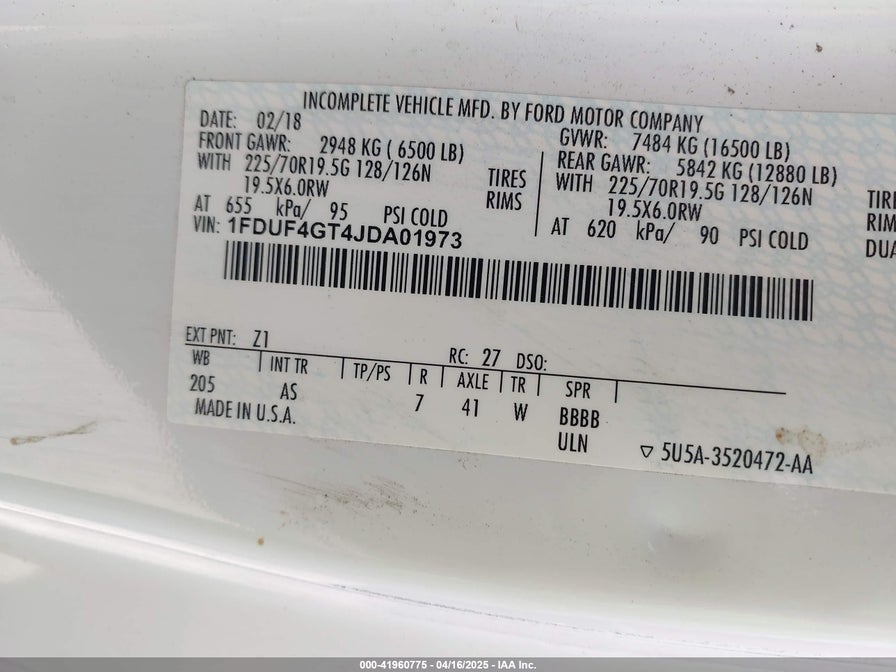 INCOMPLETE VEHICLE MFD. BY FORD MOTOR COMPANY
DATE: 02/18
GVWR: 7484 KG (16500 LB)
FRONT GAWR: 2948 KG ( 6500 LB)
REAR GAWR: 5842 KG (12880 LB)
WITH 225/70R19.5G 128/126N TIRES
WITH 225/70R19.5G 128/126N
19.5X6.0RW RIMS
19.5X6.0RW
AT 655 kPa/ 95 PSI COLD
AT 620 kPa/ 90 PSI COLD
VIN: 1FDUF4GT4JDA01973
EXT PNT: Z1 RC: 27 DSO:
WB INT TR TP/PS R AXLE TR SPR
205 AS 7 41 W BBBB
MADE IN U.S.A. ULN 5U5A-3520472-AA
000-41960775 - 04/16/2025 - IAA Inc.